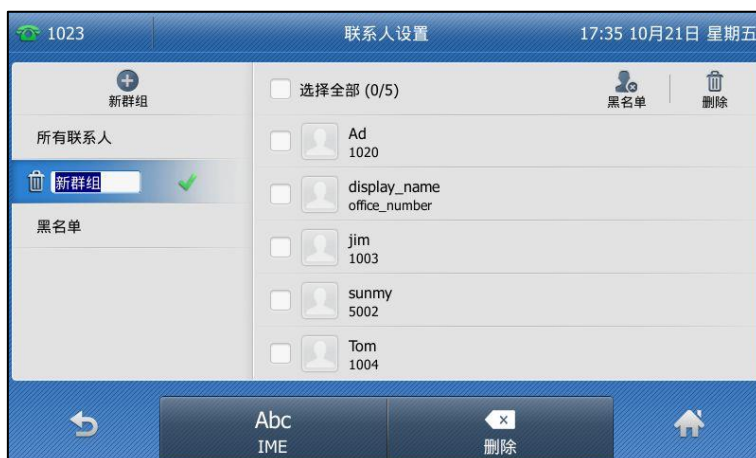 1023
联系人设置
17:35 10月21日 星期五
新群组
所有联系人
新群组
黑名单
选择全部 (0/5)
黑名单
删除
Ad
1020
display_name
office_number
jim
1003
sunmy
5002
Tom
1004
Abc
IME
删除